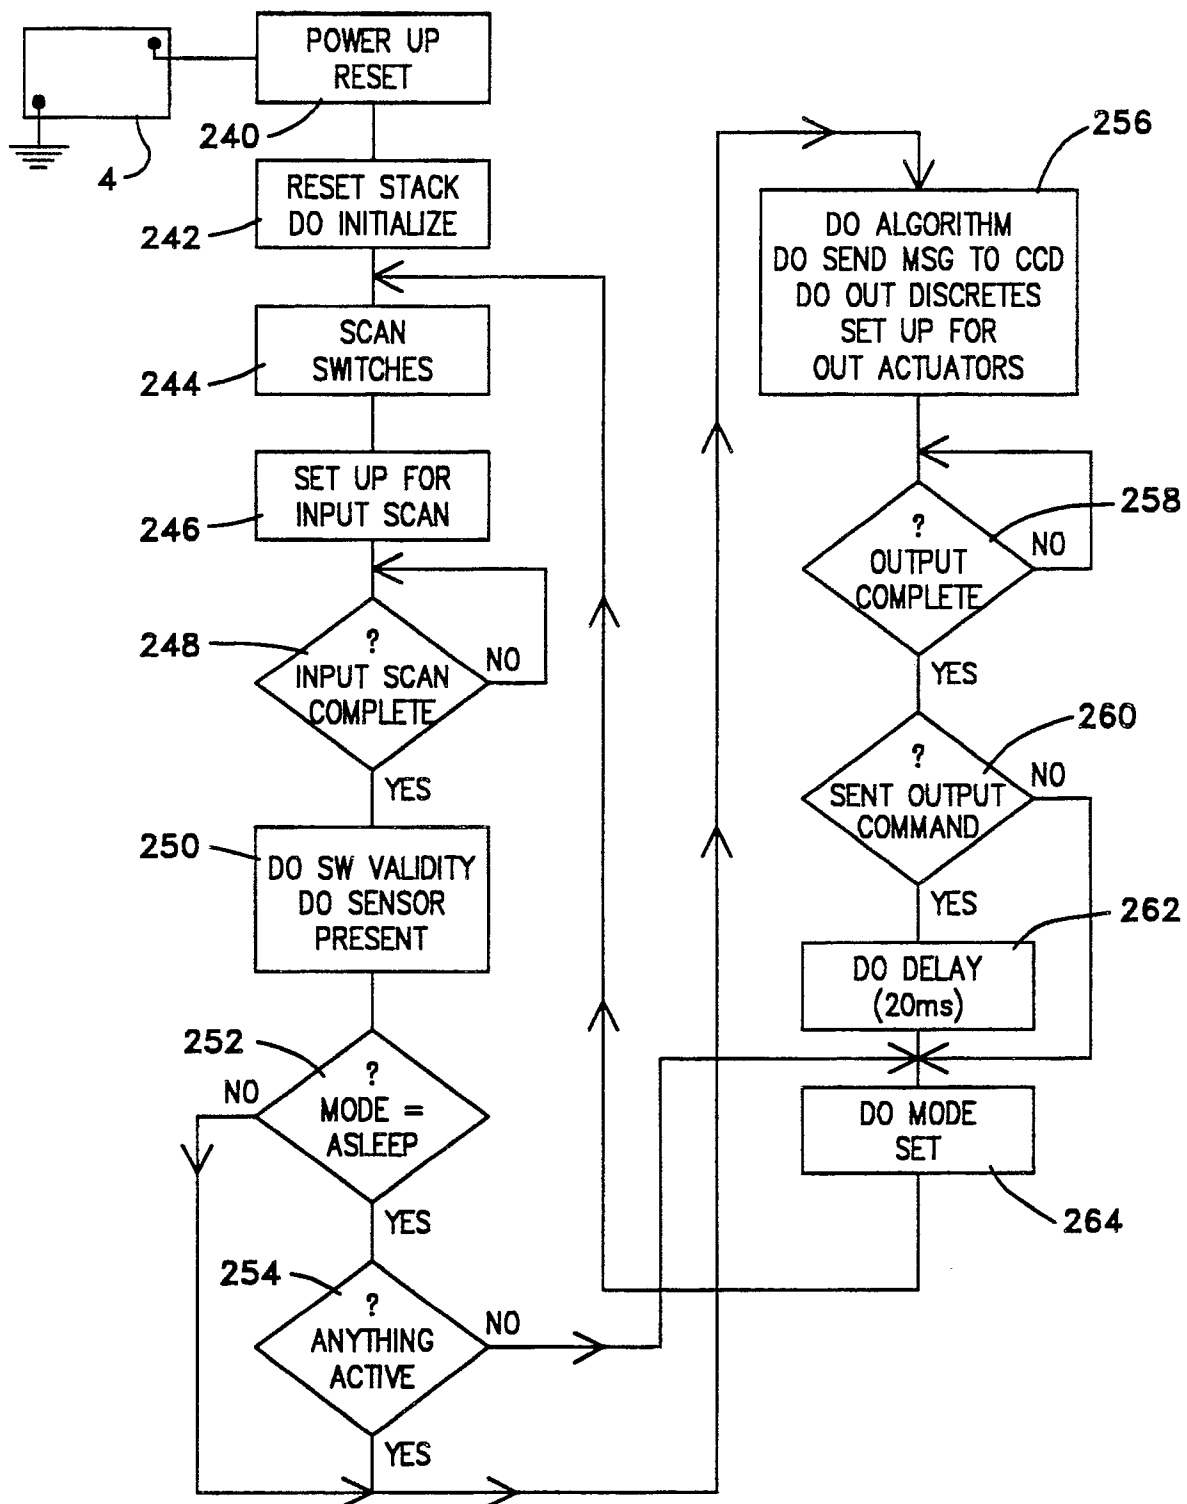 POWER UP
RESET
240
4
RESET STACK
DO INITIALIZE
242
SCAN
SWITCHES
244
SET UP FOR
INPUT SCAN
246
?
INPUT SCAN
COMPLETE
248
NO
YES
250
DO SW VALIDITY
DO SENSOR
PRESENT
252
NO
?
MODE =
ASLEEP
YES
254
?
ANYTHING
ACTIVE
NO
YES
256
DO ALGORITHM
DO SEND MSG TO CCD
DO OUT DISCRETES
SET UP FOR
OUT ACTUATORS
258
?
OUTPUT
COMPLETE
NO
YES
260
?
SENT OUTPUT
COMMAND
NO
YES
262
DO DELAY
(20ms)
DO MODE
SET
264